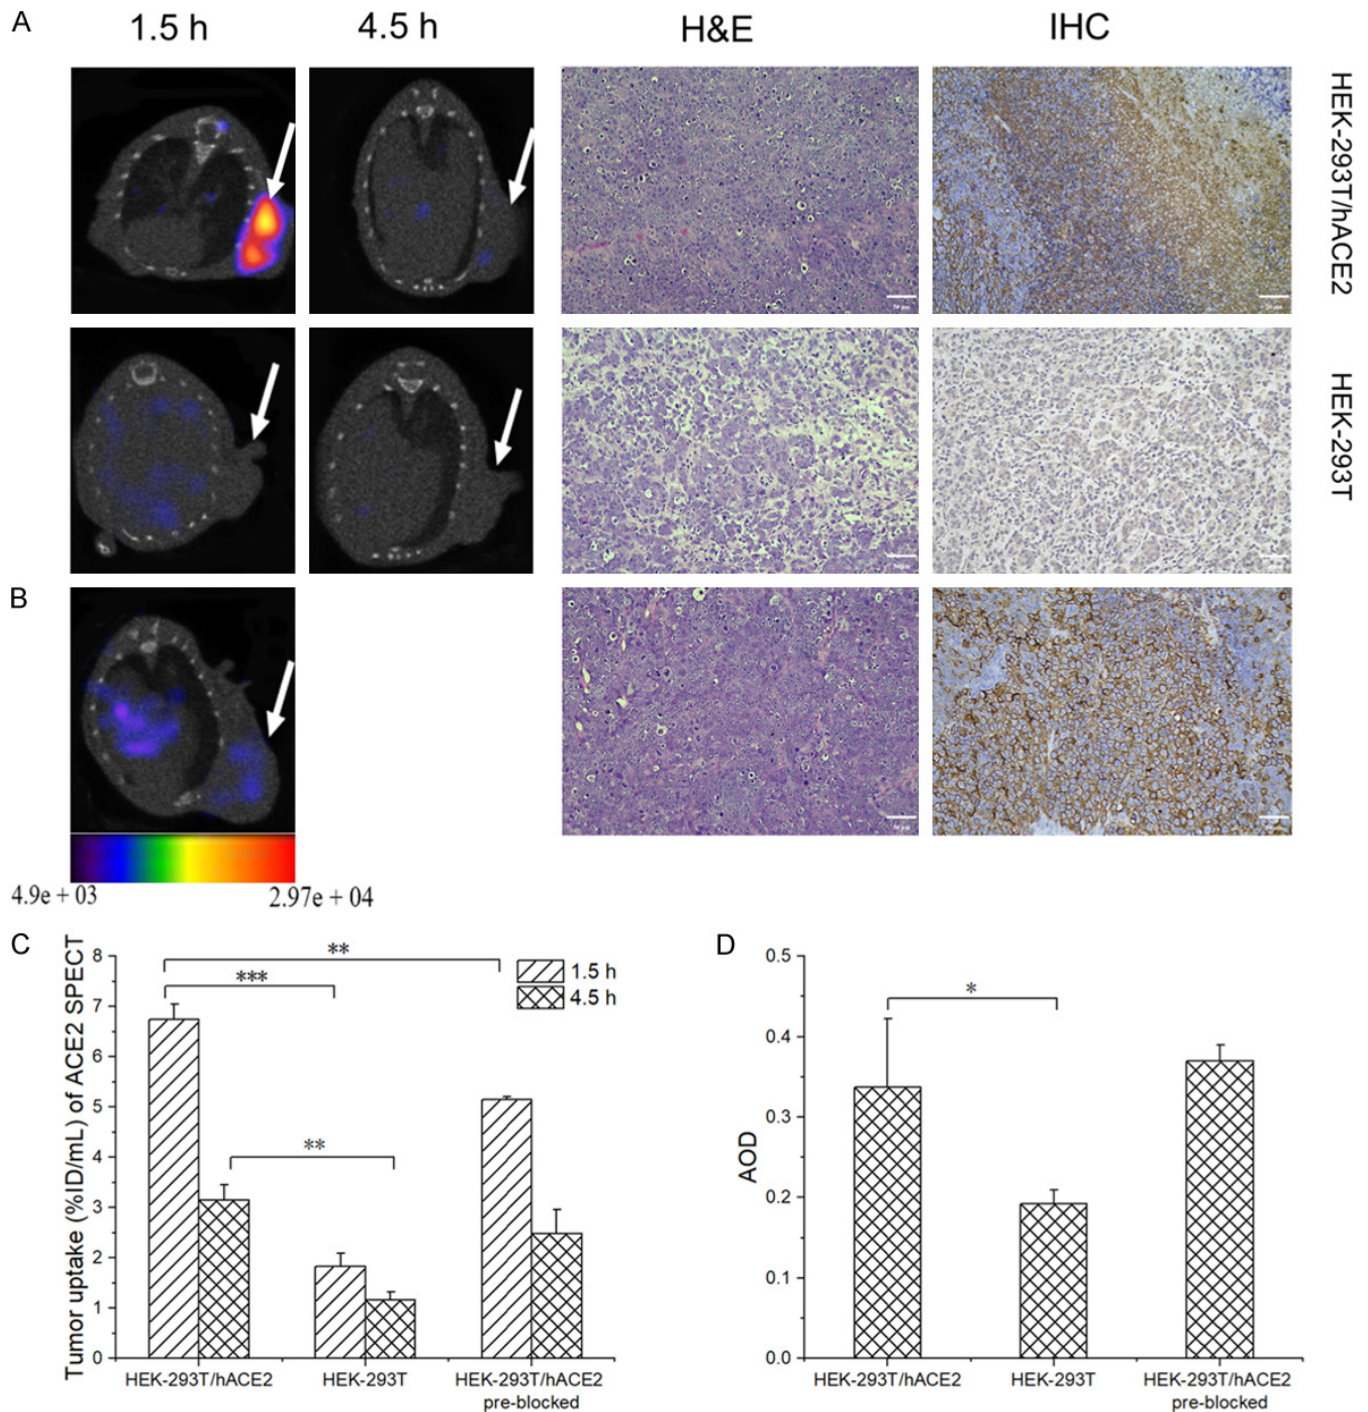 A
1.5 h
4.5 h
H&E
IHC
HEK-293T/hACE2
HEK-293T
B
4.9e + 03
2.97e + 04
C
Tumor uptake (%ID/mL) of ACE2 SPECT
8
7
6
5
4
3
2
1
0
**
***
**
1.5 h
4.5 h
HEK-293T/hACE2
HEK-293T
HEK-293T/hACE2
pre-blocked
D
AOD
0.5
0.4
0.3
0.2
0.1
0.0
*
HEK-293T/hACE2
HEK-293T
HEK-293T/hACE2
pre-blocked